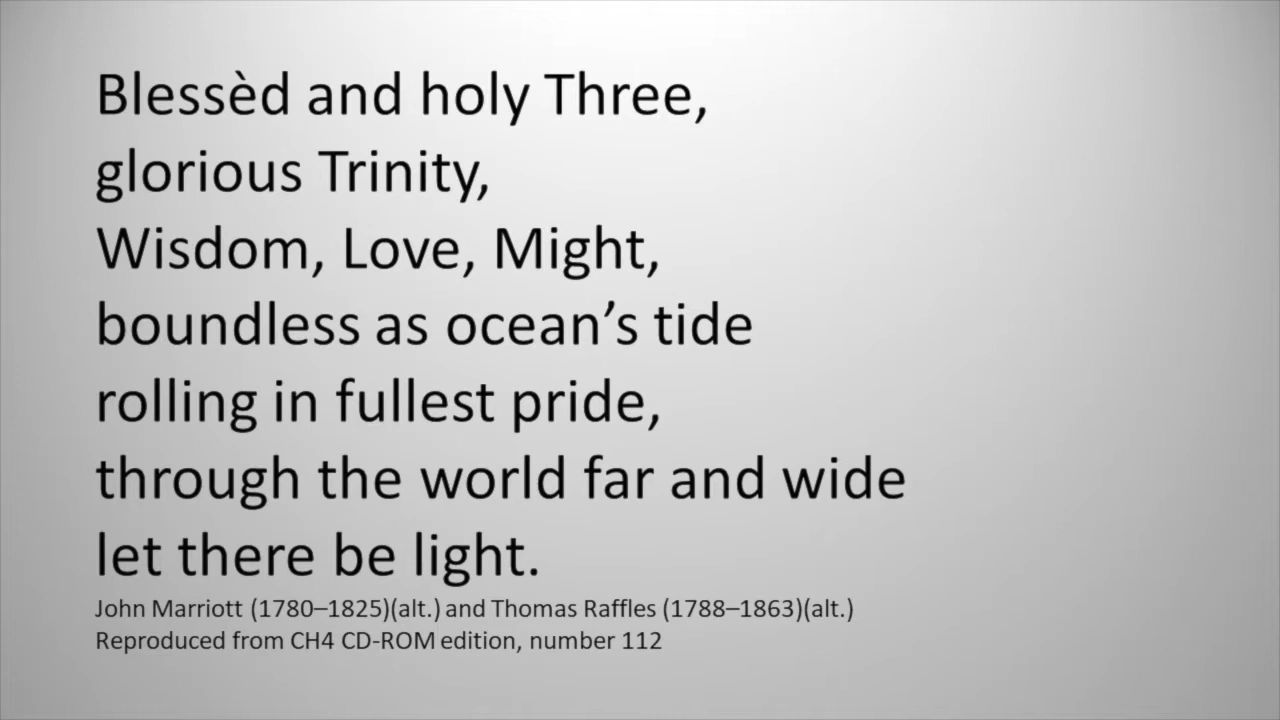 Blessèd and holy Three,
glorious Trinity,
Wisdom, Love, Might,
boundless as ocean’s tide
rolling in fullest pride,
through the world far and wide
let there be light.
John Marriott (1780–1825)(alt.) and Thomas Raffles (1788–1863)(alt.)
Reproduced from CH4 CD-ROM edition, number 112